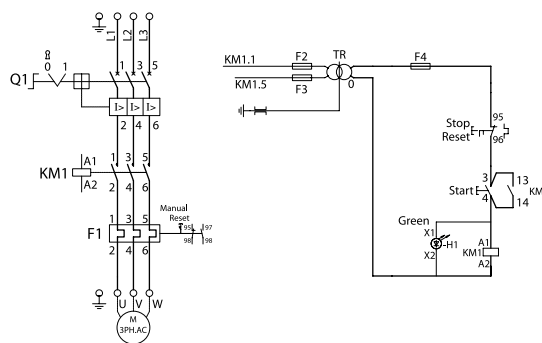 L1 L2 L3
0 1
1 3 5
Q1
I> I> I>
2 4 6
A1
KM1
A2
1 3 5
2 4 6
Manual
Reset
1 3 5
F1
95 97
98 98
2 4 6
U V W
M
3PH.AC
TR
KM1.1 F2 F4
KM1.5 F3 0
95
Stop
Reset
96
3 13
Start KM
4 14
Green
X1
-H1
X2
A1
KM1
A2